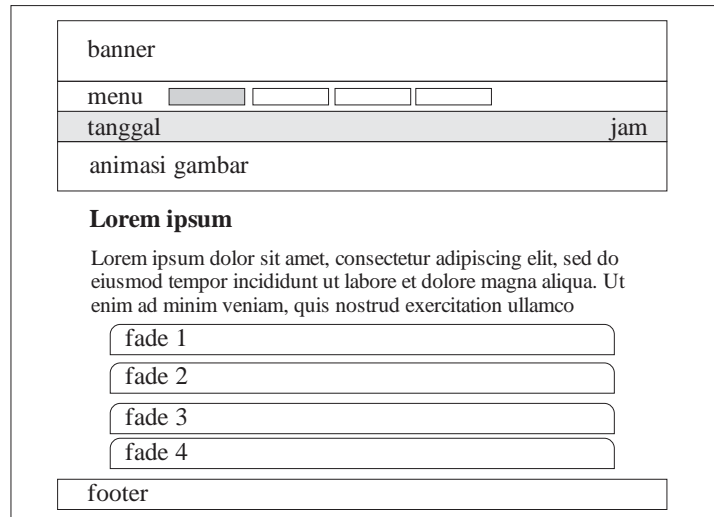 banner
menu
tanggal jam
animasi gambar
Lorem ipsum
Lorem ipsum dolor sit amet, consectetur adipiscing elit, sed do
eiusmod tempor incididunt ut labore et dolore magna aliqua. Ut
enim ad minim veniam, quis nostrud exercitation ullamco
fade 1
fade 2
fade 3
fade 4
footer